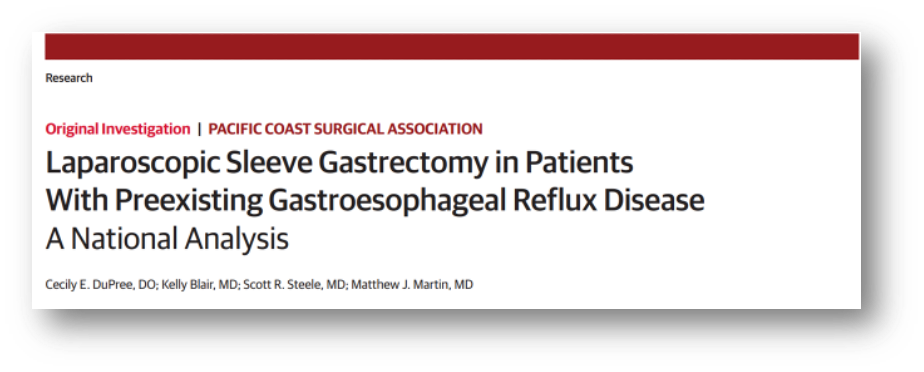 Research
Original Investigation | PACIFIC COAST SURGICAL ASSOCIATION
Laparoscopic Sleeve Gastrectomy in Patients
With Preexisting Gastroesophageal Reflux Disease
A National Analysis
Cecily E. DuPree, DO; Kelly Blair, MD; Scott R. Steele, MD; Matthew J. Martin, MD